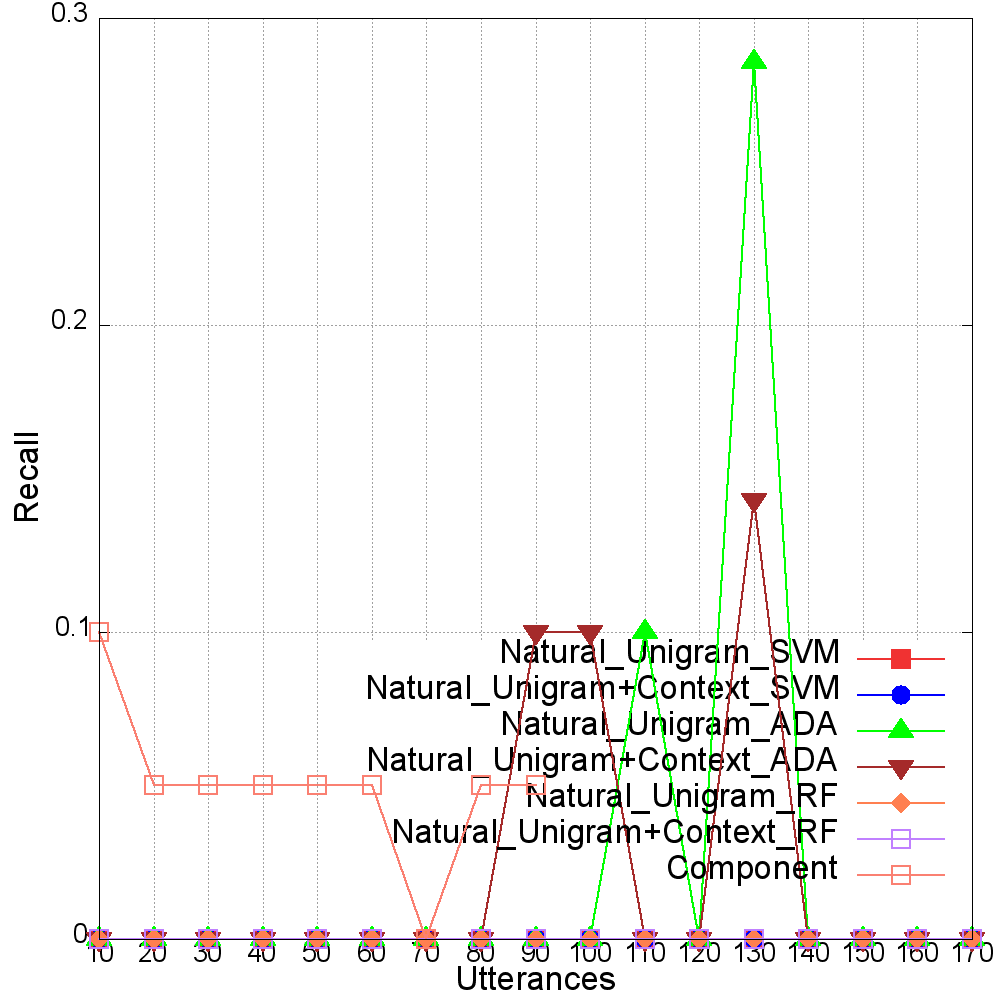 0.3
0.2
Recall
0.1
Natural_Unigram_SVM
Natural_Unigram+Context_SVM
Natural_Unigram_ADA
Natural_Unigram+Context_ADA
Natural_Unigram_RF
Natural_Unigram+Context_RF
Component
0
10 20 30 40 50 60 70 80 90 100 110 120 130 140 150 160 170
Utterances